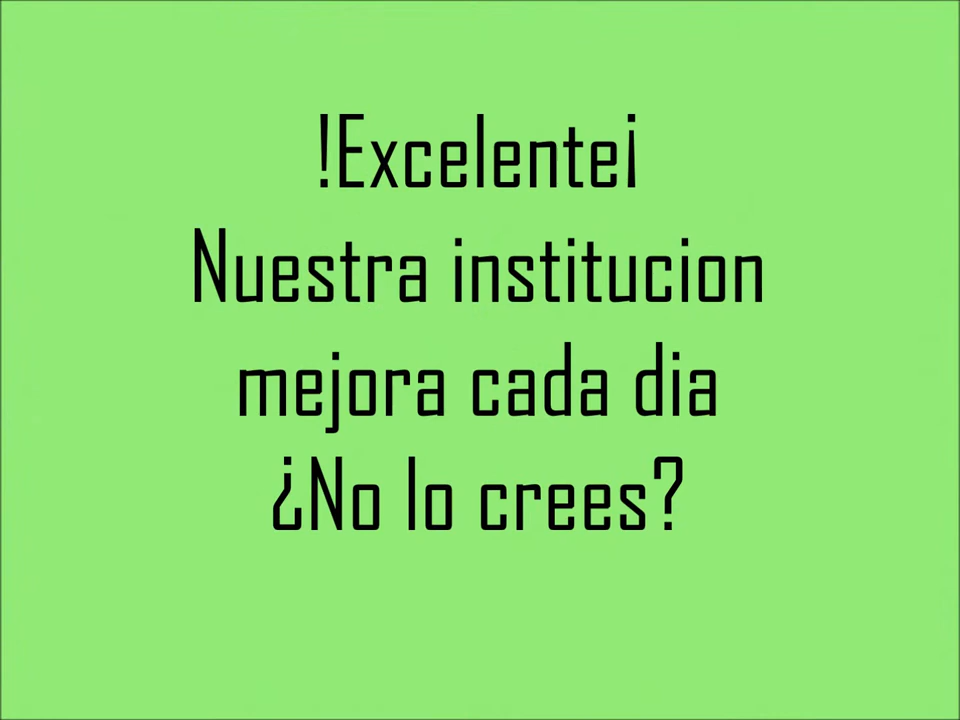 !Excelente¡
Nuestra institucion
mejora cada dia
¿No lo crees?